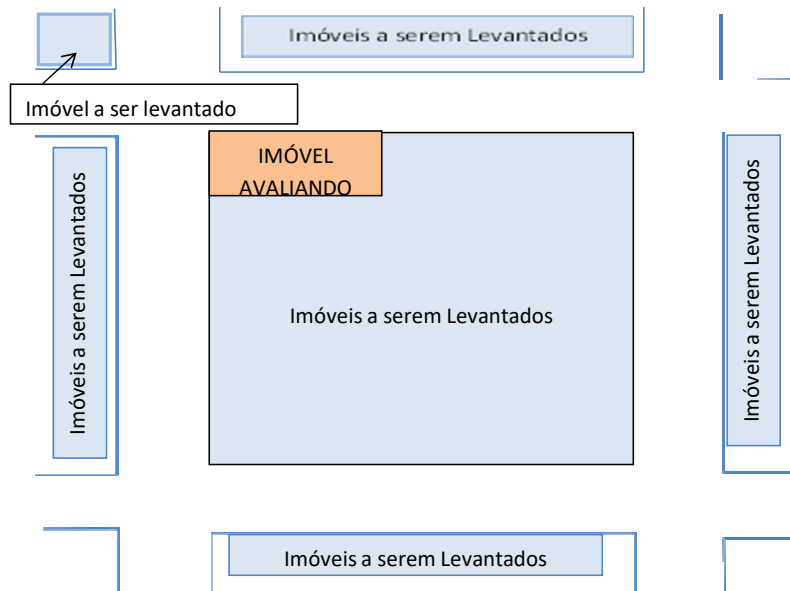 Imóveis a serem Levantados
Imóvel a ser levantado
IMÓVEL
AVALIANDO
Imóveis a serem Levantados
Imóveis a serem Levantados
Imóveis a serem Levantados
Imóveis a serem Levantados